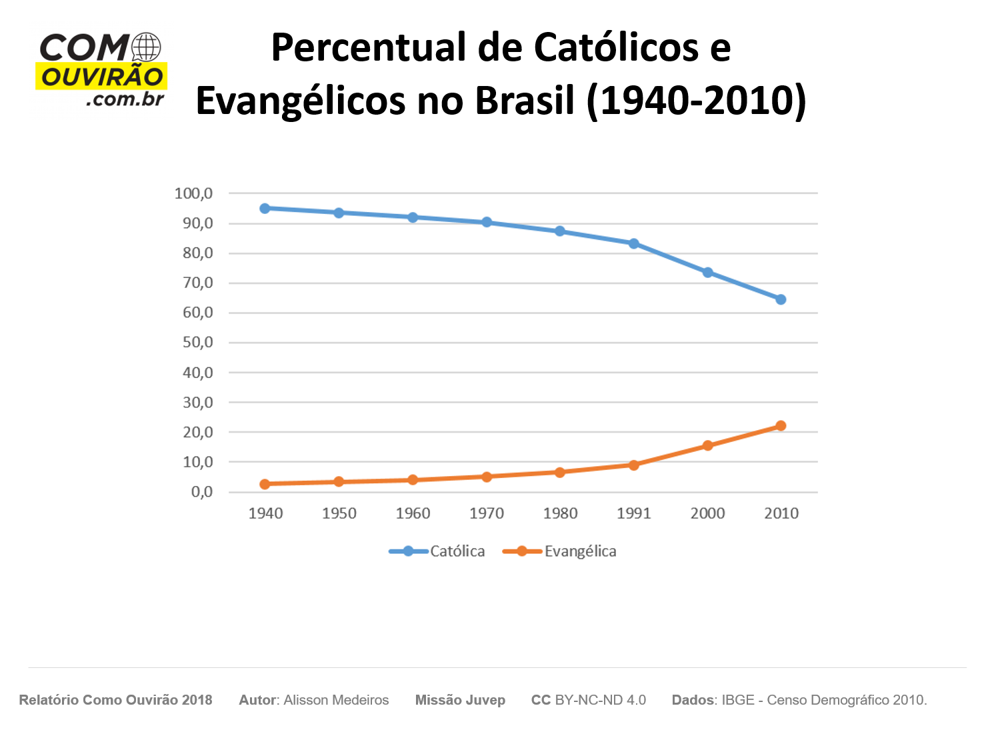 COMO
OUVIRÃO
.com.br
Percentual de Católicos e
Evangélicos no Brasil (1940-2010)
100,0
90,0
80,0
70,0
60,0
50,0
40,0
30,0
20,0
10,0
0,0
1940 1950 1960 1970 1980 1991 2000 2010
Católica Evangélica
Relatório Como Ouvirão 2018 Autor: Alisson Medeiros Missão Juvep CC BY-NC-ND 4.0 Dados: IBGE - Censo Demográfico 2010.